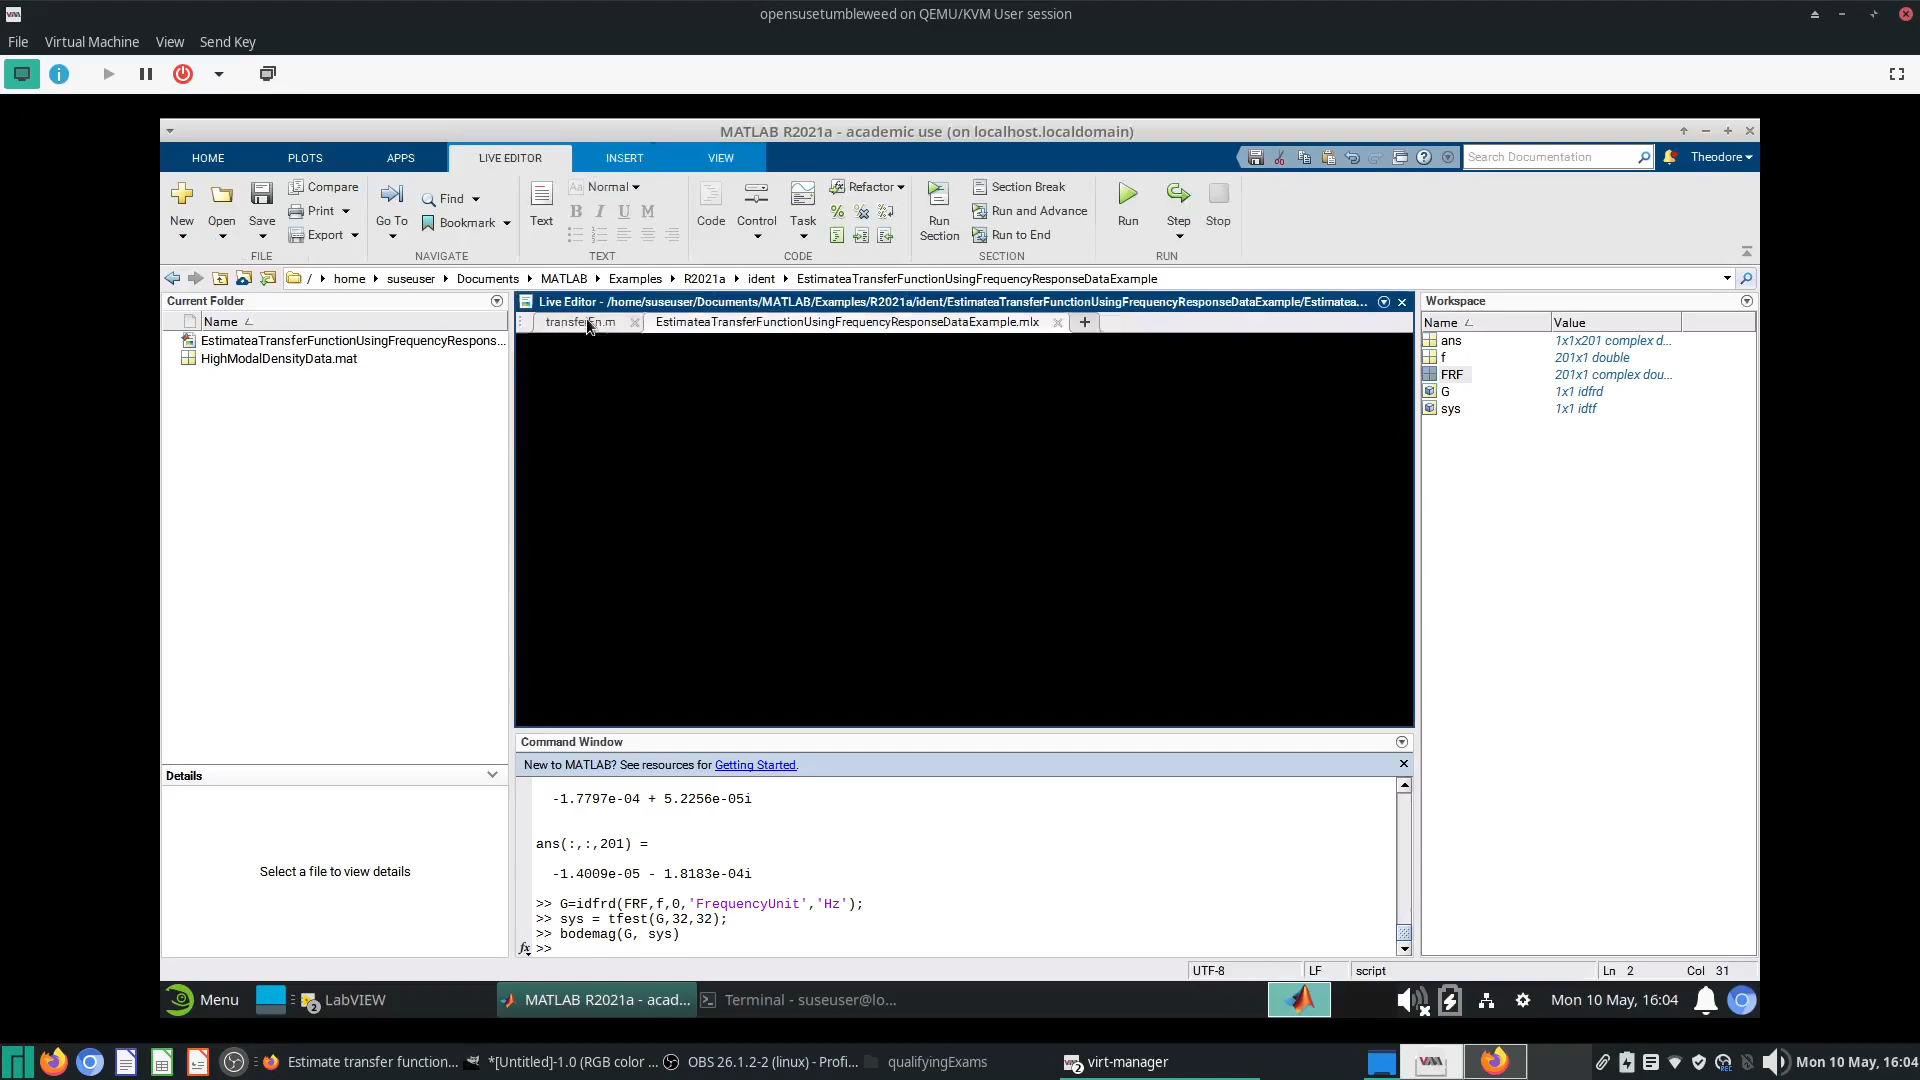 opensusetumbleweed on QEMU/KVM User session
File Virtual Machine View Send Key
MATLAB R2021a - academic use (on localhost.localdomain)
HOME PLOTS APPS LIVE EDITOR INSERT VIEW Search Documentation Theodore
New Open Save Compare Print Export FILE
Go To Find Bookmark NAVIGATE
Text Aa Normal B I U M TEXT
Code Control Task Refactor CODE
Run Section Section Break Run and Advance Run to End SECTION
Run Step Stop RUN
/ home suseuser Documents MATLAB Examples R2021a ident EstimateaTransferFunctionUsingFrequencyResponseDataExample
Current Folder
Name
EstimateaTransferFunctionUsingFrequencyRespons...
HighModalDensityData.mat
Details
Select a file to view details
Live Editor - /home/suseuser/Documents/MATLAB/Examples/R2021a/ident/EstimateaTransferFunctionUsingFrequencyResponseDataExample/Estimatea...
EstimateaTransferFunctionUsingFrequencyResponseDataExample.mlx
Command Window
New to MATLAB? See resources for Getting Started.
-1.7797e-04 + 5.2256e-05i
ans(:,:,201) =
-1.4009e-05 - 1.8183e-04i
>> G=idfrd(FRF,f,0,'FrequencyUnit','Hz');
>> sys = tfest(G,32,32);
>> bodemag(G, sys)
fx >>
Workspace
Name Value
ans 1x1x201 complex d...
f 201x1 double
FRF 201x1 complex dou...
G 1x1 idfrd
sys 1x1 idtf
UTF-8 LF script Ln 2 Col 31
Menu 2 LabVIEW MATLAB R2021a - acad... Terminal - suseuser@lo... Mon 10 May, 16:04
Estimate transfer function... *[Untitled]-1.0 (RGB color ... OBS 26.1.2-2 (linux) - Profi... qualifyingExams 2 virt-manager Mon 10 May, 16:04